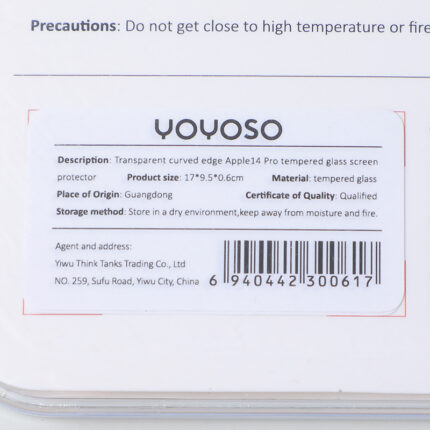 Precautions: Do not get close to high temperature or fire
YOYOSO
Description: Transparent curved edge Apple14 Pro tempered glass screen
protector Product size: 17*9.5*0.6cm Material: tempered glass
Place of Origin: Guangdong Certificate of Quality: Qualified
Storage method: Store in a dry environment,keep away from moisture and fire.
Agent and address:
Yiwu Think Tanks Trading Co., Ltd
NO. 259, Sufu Road, Yiwu City, China
6 940442 300617